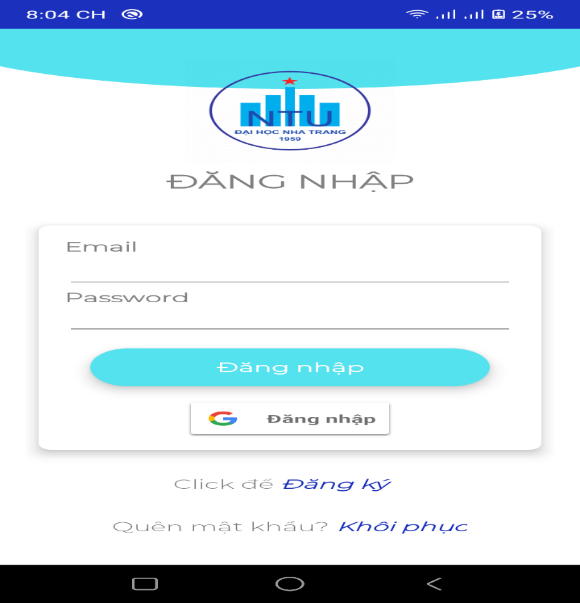 8:04 CH 25%
NTU
ĐẠI HỌC NHA TRANG
1959
ĐĂNG NHẬP
Email
Password
Đăng nhập
Đăng nhập
Click để Đăng ký
Quên mật khẩu? Khôi phục